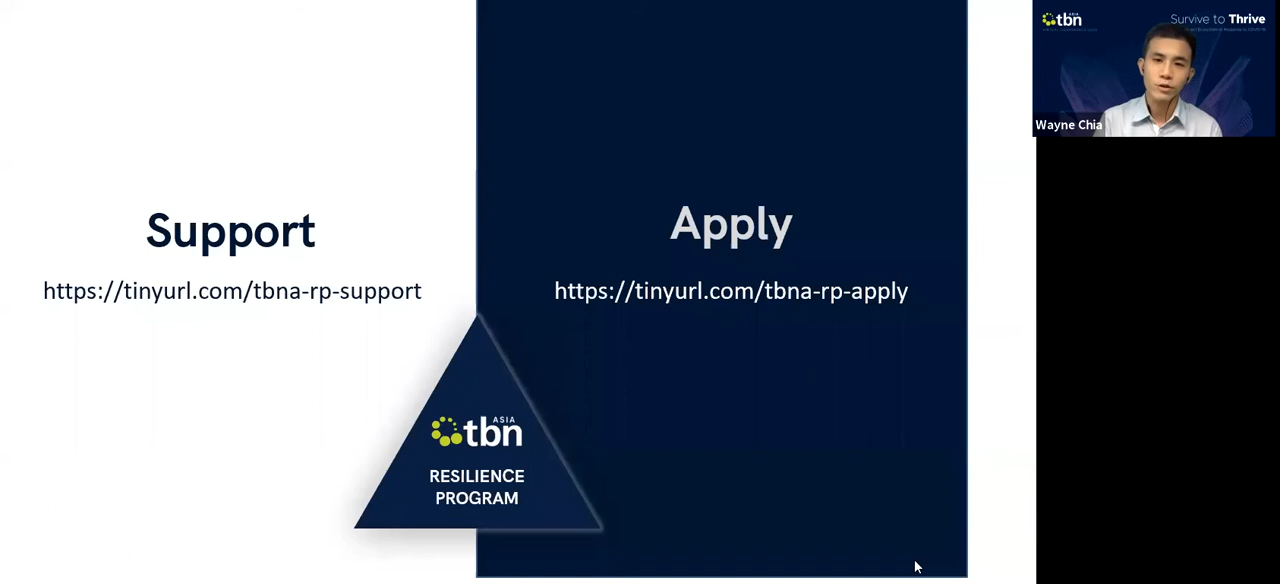 Support
https://tinyurl.com/tbna-rp-support
Apply
https://tinyurl.com/tbna-rp-apply
ASIA
tbn
RESILIENCE
PROGRAM
ASIA
tbn
Survive to Thrive
Wayne Chia